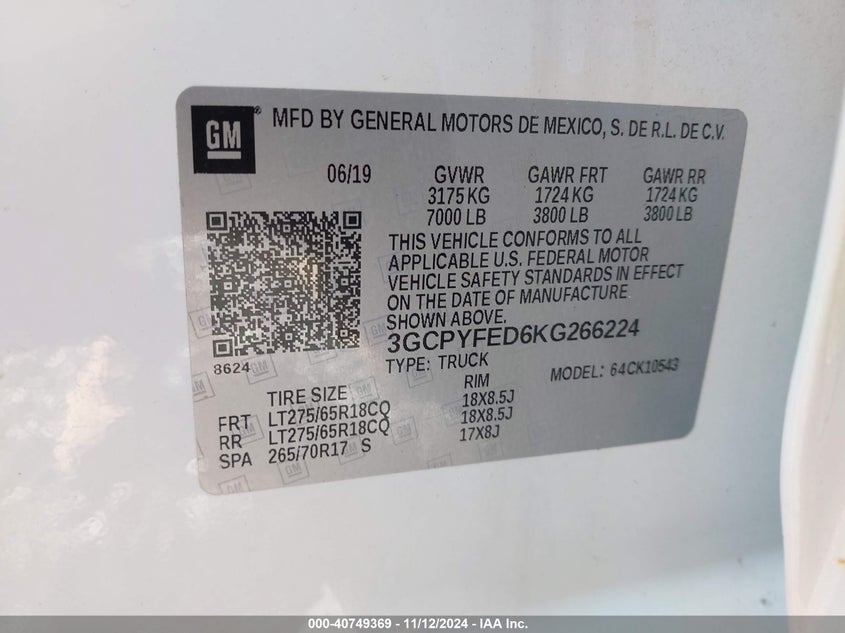 GM
MFD BY GENERAL MOTORS DE MEXICO, S. DE R.L. DE C.V.
06/19 GVWR GAWR FRT GAWR RR
3175 KG 1724 KG 1724 KG
7000 LB 3800 LB 3800 LB
THIS VEHICLE CONFORMS TO ALL
APPLICABLE U.S. FEDERAL MOTOR
VEHICLE SAFETY STANDARDS IN EFFECT
ON THE DATE OF MANUFACTURE
SHOWN ABOVE.
3GCPYFED6KG266224
8624
TYPE: TRUCK MODEL: 64CK10543
TIRE SIZE RIM
FRT LT275/65R18CQ 18X8.5J
RR LT275/65R18CQ 18X8.5J
SPA 265/70R17 S 17X8J
000-40749369 - 11/12/2024 - IAA Inc.